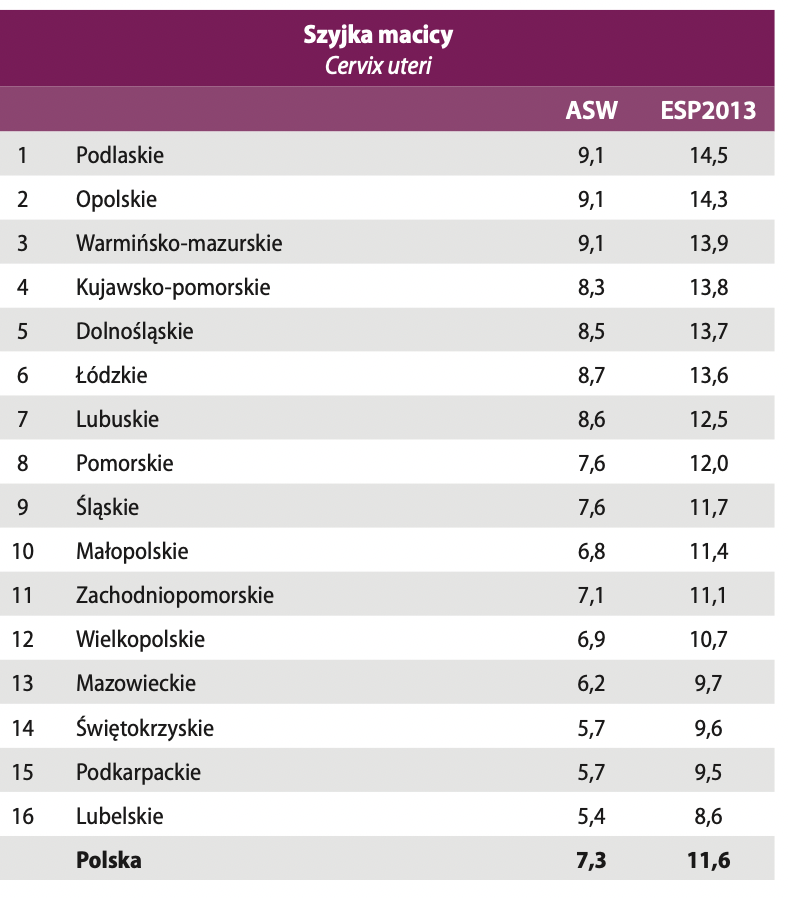 Szyjka macicy
Cervix uteri
ASW ESP2013
1 Podlaskie 9,1 14,5
2 Opolskie 9,1 14,3
3 Warmińsko-mazurskie 9,1 13,9
4 Kujawsko-pomorskie 8,3 13,8
5 Dolnośląskie 8,5 13,7
6 Łódzkie 8,7 13,6
7 Lubuskie 8,6 12,5
8 Pomorskie 7,6 12,0
9 Śląskie 7,6 11,7
10 Małopolskie 6,8 11,4
11 Zachodniopomorskie 7,1 11,1
12 Wielkopolskie 6,9 10,7
13 Mazowieckie 6,2 9,7
14 Świętokrzyskie 5,7 9,6
15 Podkarpackie 5,7 9,5
16 Lubelskie 5,4 8,6
Polska 7,3 11,6